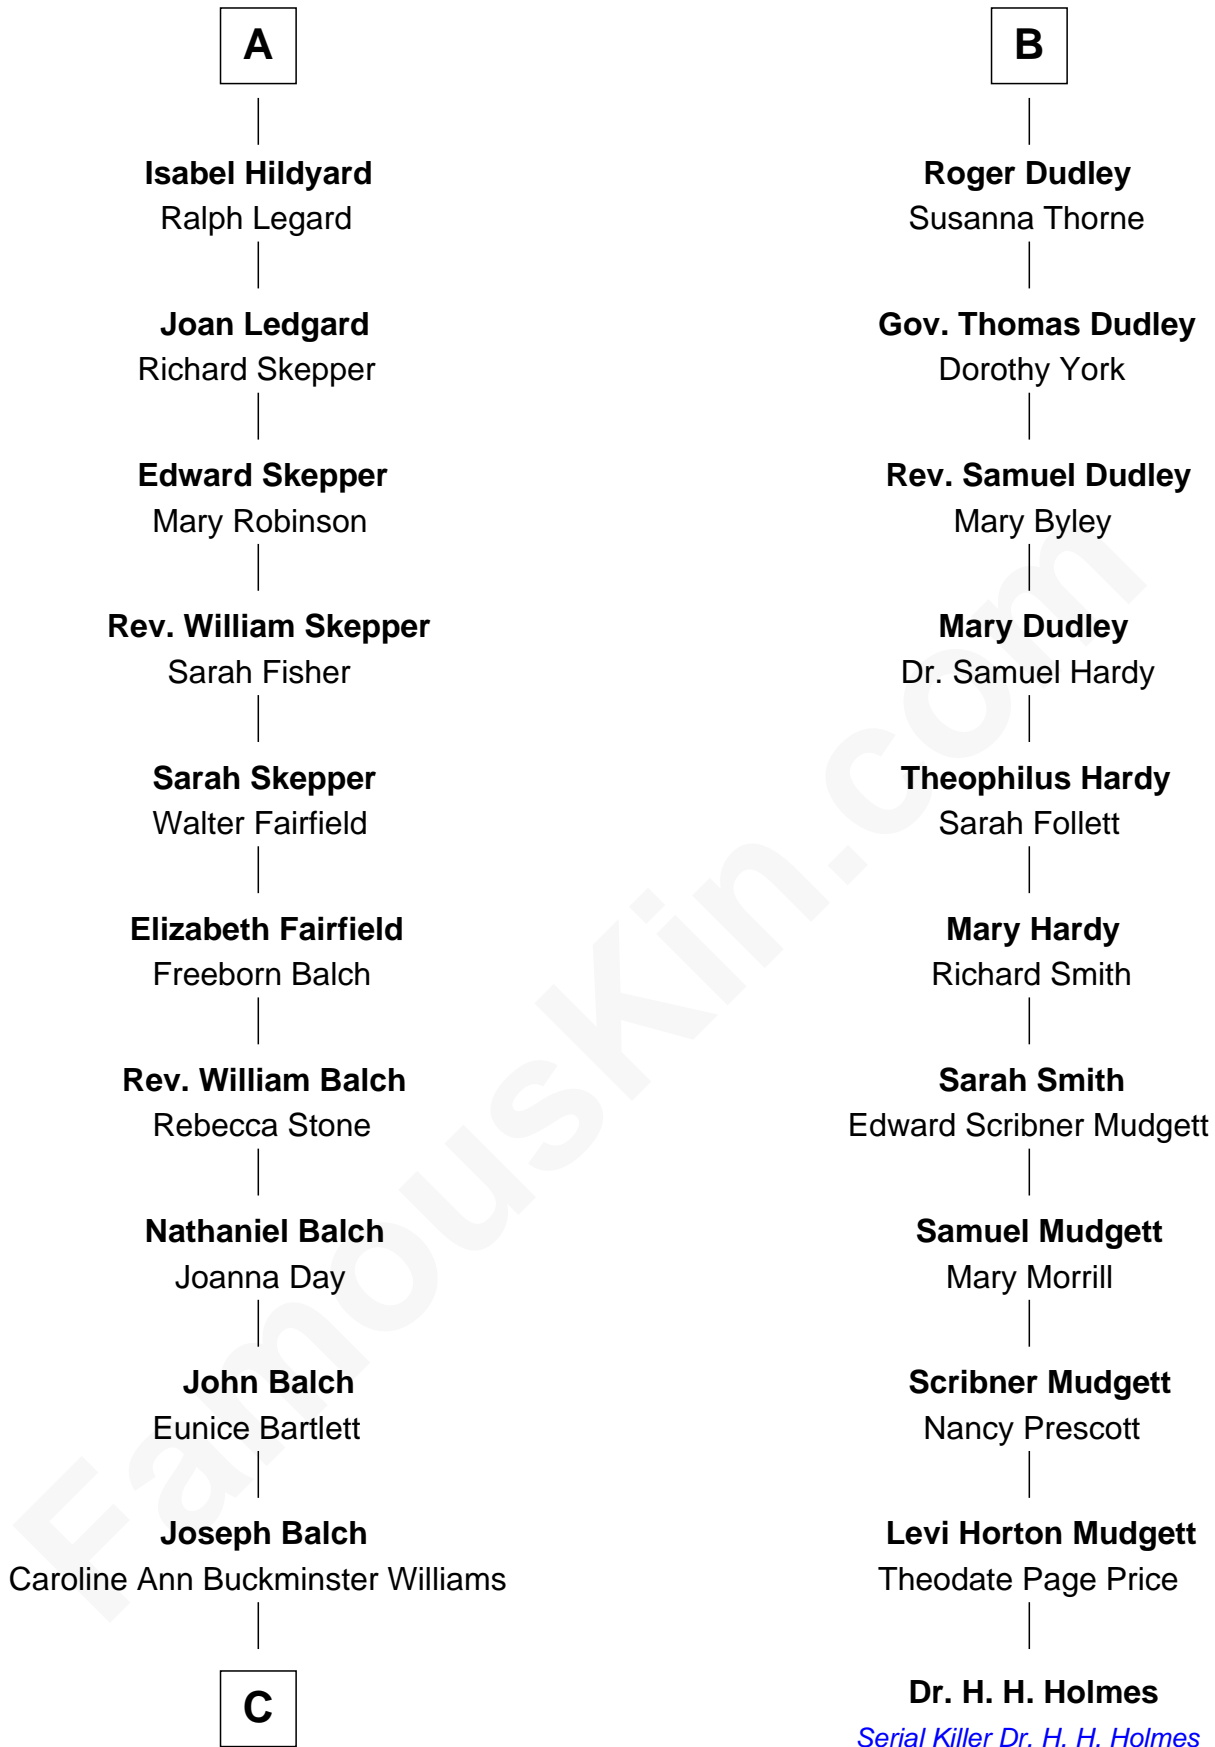 A
Isabel Hildyard
Ralph Legard
Joan Ledgard
Richard Skepper
Edward Skepper
Mary Robinson
Rev. William Skepper
Sarah Fisher
Sarah Skepper
Walter Fairfield
Elizabeth Fairfield
Freeborn Balch
Rev. William Balch
Rebecca Stone
Nathaniel Balch
Joanna Day
John Balch
Eunice Bartlett
Joseph Balch
Caroline Ann Buckminster Williams
C
B
Roger Dudley
Susanna Thorne
Gov. Thomas Dudley
Dorothy York
Rev. Samuel Dudley
Mary Byley
Mary Dudley
Dr. Samuel Hardy
Theophilus Hardy
Sarah Follett
Mary Hardy
Richard Smith
Sarah Smith
Edward Scribner Mudgett
Samuel Mudgett
Mary Morrill
Scribner Mudgett
Nancy Prescott
Levi Horton Mudgett
Theodate Page Price
Dr. H. H. Holmes
Serial Killer Dr. H. H. Holmes
FamousKin.com